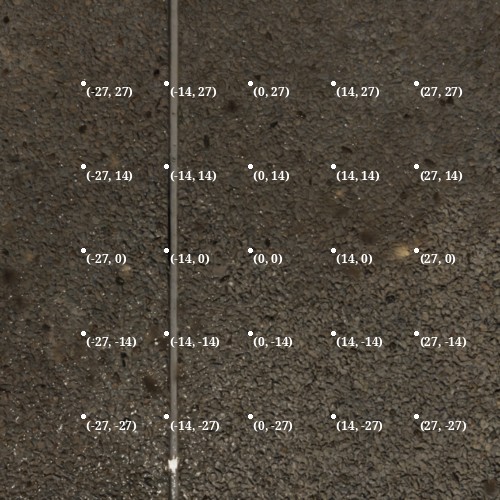 (-27, 27) (-14, 27) (0, 27) (14, 27) (27, 27)
(-27, 14) (-14, 14) (0, 14) (14, 14) (27, 14)
(-27, 0) (-14, 0) (0, 0) (14, 0) (27, 0)
(-27, -14) (-14, -14) (0, -14) (14, -14) (27, -14)
(-27, -27) (-14, -27) (0, -27) (14, -27) (27, -27)